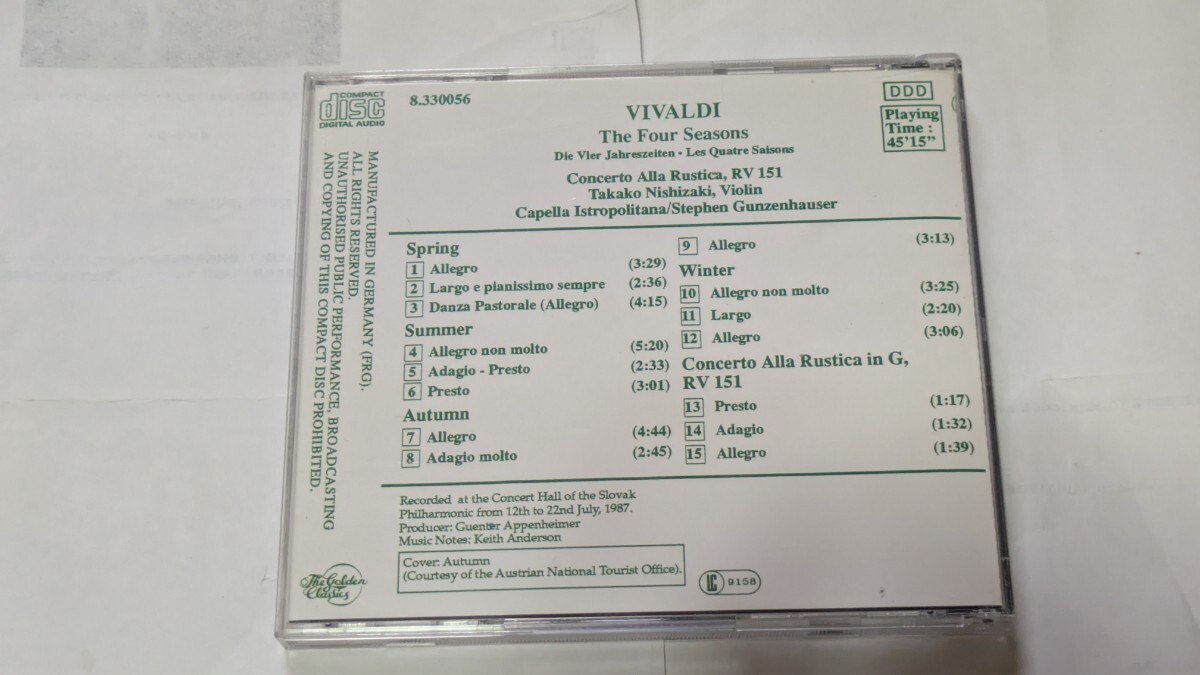 COMPACT
disc
DIGITAL AUDIO
8.330056
VIVALDI
The Four Seasons
Die Vier Jahreszeiten · Les Quatre Saisons
Concerto Alla Rustica, RV 151
Takako Nishizaki, Violin
Capella Istropolitana/Stephen Gunzenhauser
DDD
Playing
Time :
45'15"
MANUFACTURED IN GERMANY (FRG).
ALL RIGHTS RESERVED.
UNAUTHORISED PUBLIC PERFORMANCE, BROADCASTING
AND COPYING OF THIS COMPACT DISC PROHIBITED.
Spring
1 Allegro (3:29)
2 Largo e pianissimo sempre (2:36)
3 Danza Pastorale (Allegro) (4:15)
Summer
4 Allegro non molto (5:20)
5 Adagio - Presto (2:33)
6 Presto (3:01)
Autumn
7 Allegro (4:44)
8 Adagio molto (2:45)
9 Allegro (3:13)
Winter
10 Allegro non molto (3:25)
11 Largo (2:20)
12 Allegro (3:06)
Concerto Alla Rustica in G,
RV 151
13 Presto (1:17)
14 Adagio (1:32)
15 Allegro (1:39)
Recorded at the Concert Hall of the Slovak
Philharmonic from 12th to 22nd July, 1987.
Producer: Guenter Appenheimer
Music Notes: Keith Anderson
Cover: Autumn
(Courtesy of the Austrian National Tourist Office).
The Golden
Classics
LC 9158